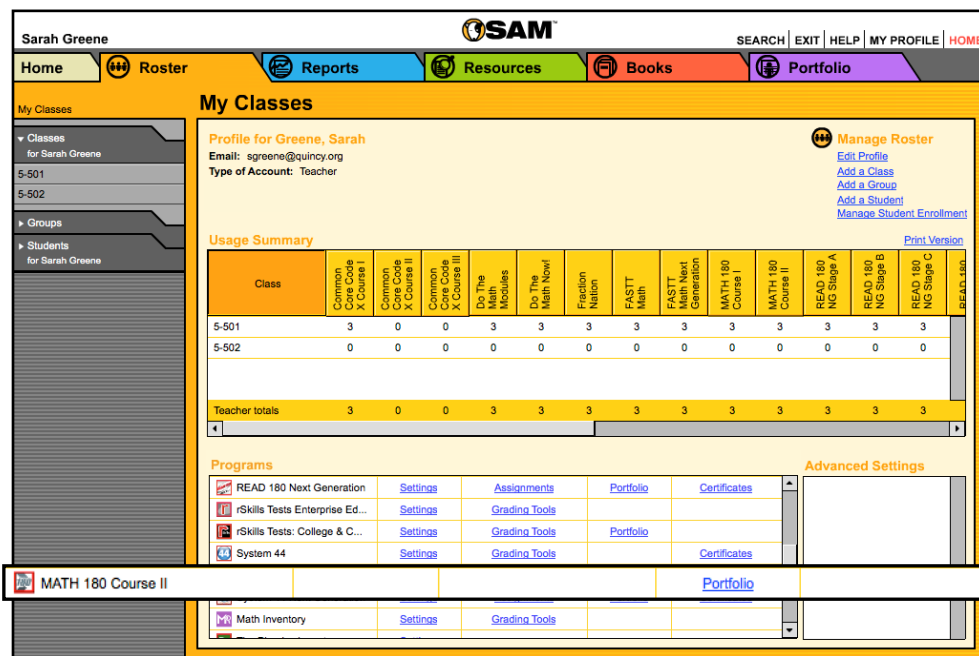 Sarah Greene
SAM™
SEARCH EXIT HELP MY PROFILE HOME
Home Roster Reports Resources Books Portfolio
My Classes
My Classes
Classes
for Sarah Greene
5-501
5-502
Groups
Students
for Sarah Greene
Profile for Greene, Sarah
Email: sgreene@quincy.org
Type of Account: Teacher
Manage Roster
Edit Profile
Add a Class
Add a Group
Add a Student
Manage Student Enrollment
Usage Summary
Print Version
Class
Common Core Code X Course I
Common Core Code X Course II
Common Core Code X Course III
Do The Math Modules
Do The Math Now!
Fraction Nation
FASTT Math
FASTT Math Next Generation
MATH 180 Course I
MATH 180 Course II
READ 180 NG Stage A
READ 180 NG Stage B
READ 180 NG Stage C
READ 180
5-501 3 0 0 3 3 3 3 3 3 3 3 3 3
5-502 0 0 0 0 0 0 0 0 0 0 0 0 0
Teacher totals 3 0 0 3 3 3 3 3 3 3 3 3 3
Programs
Advanced Settings
READ 180 Next Generation Settings Assignments Portfolio Certificates
rSkills Tests Enterprise Ed... Settings Grading Tools
rSkills Tests: College & C... Settings Grading Tools Portfolio
System 44 Settings Grading Tools Certificates
MATH 180 Course II Portfolio
Math Inventory Settings Grading Tools